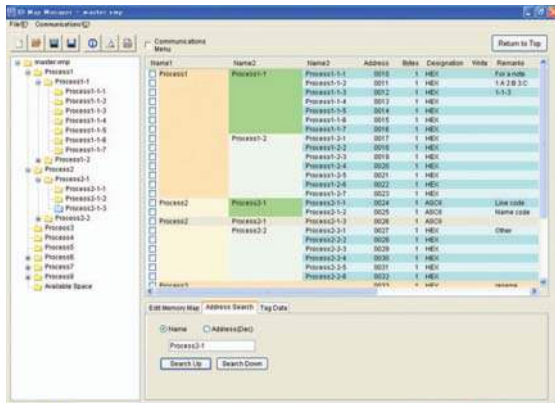 ID Map Manager - master.xmp
File(F) Communications(C)
Communications Menu
Return to Top
master.xmp
Process1
Process1-1
Process1-1-1
Process1-1-2
Process1-1-3
Process1-1-4
Process1-1-5
Process1-1-6
Process1-1-7
Process1-2
Process2
Process2-1
Process2-1-1
Process2-1-2
Process2-1-3
Process2-2
Process3
Process4
Process5
Process6
Process7
Process8
Available Space
Name1 Name2 Name3 Address Bytes Designation Write Remarks
Process1 Process1-1 Process1-1-1 0010 1 HEX For a note
Process1-1-2 0011 1 HEX 1:A 2:B 3:C
Process1-1-3 0012 1 HEX 1-1-3
Process1-1-4 0013 1 HEX
Process1-1-5 0014 1 HEX
Process1-1-6 0015 1 HEX
Process1-1-7 0016 1 HEX
Process1-2 Process1-2-1 0017 1 HEX
Process1-2-2 0018 1 HEX
Process1-2-3 0019 1 HEX
Process1-2-4 0020 1 HEX
Process1-2-5 0021 1 HEX
Process1-2-6 0022 1 HEX
Process1-2-7 0023 1 HEX
Process2 Process2-1 Process2-1-1 0024 1 ASCII Line code
Process2-1-2 0025 1 ASCII Name code
Process2 Process2-1 Process2-1-3 0026 1 ASCII
Process2-2 Process2-2-1 0027 1 HEX Other
Process2-2-2 0028 1 HEX
Process2-2-3 0029 1 HEX
Process2-2-4 0030 1 HEX
Process2-2-5 0031 1 HEX
Process2-2-6 0032 1 HEX
Process3 0033 1 HEX rename
Edit Memory Map Address Search Tag Data
Name Address(Dec)
Process2-1
Search Up Search Down